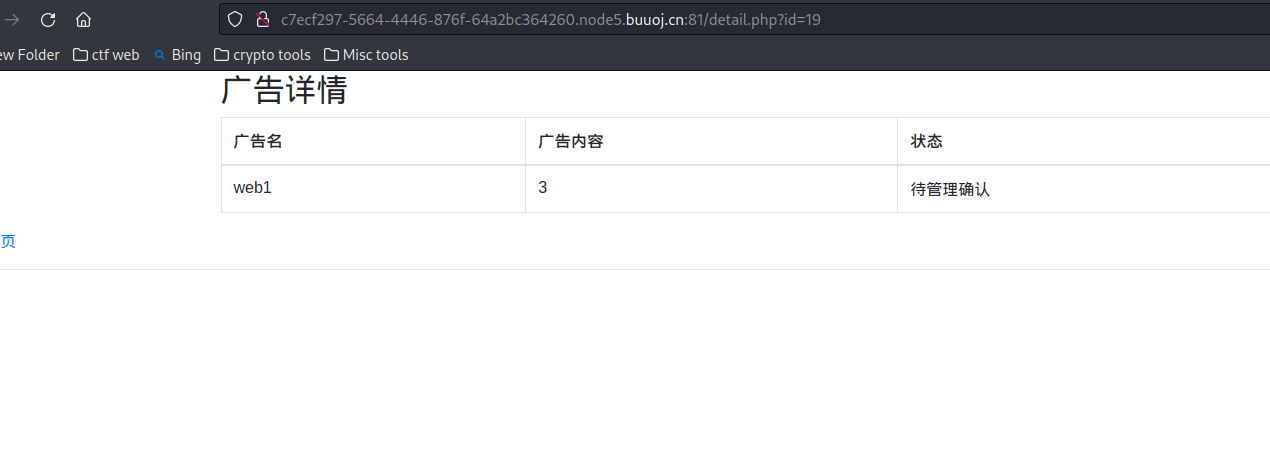 c7ecf297-5664-4446-876f-64a2bc364260.node5.buuoj.cn:81/detail.php?id=19
ew Folder ctf web Bing crypto tools Misc tools
广告详情
广告名 广告内容 状态
web1 3 待管理确认
页